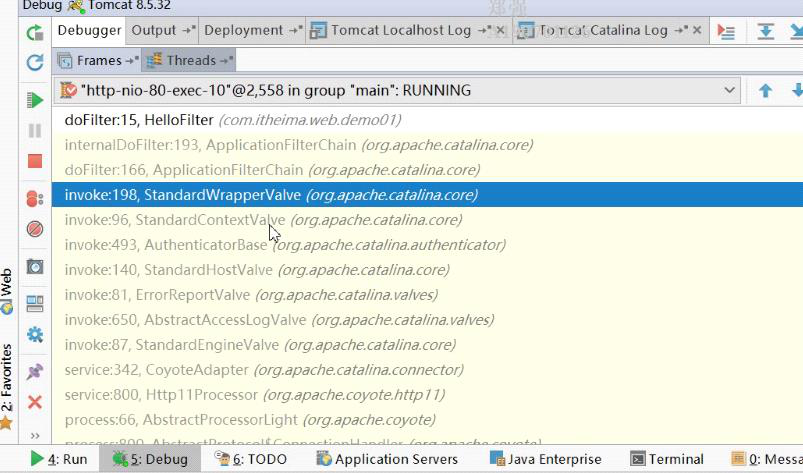 Debug Tomcat 8.5.32
Debugger Output →" Deployment →" Tomcat Localhost Log →" × Tomcat Catalina Log →" ×
Frames →" Threads →"
"http-nio-80-exec-10"@2,558 in group "main": RUNNING
doFilter:15, HelloFilter (com.itheima.web.demo01)
internalDoFilter:193, ApplicationFilterChain (org.apache.catalina.core)
doFilter:166, ApplicationFilterChain (org.apache.catalina.core)
invoke:198, StandardWrapperValve (org.apache.catalina.core)
invoke:96, StandardContextValve (org.apache.catalina.core)
invoke:493, AuthenticatorBase (org.apache.catalina.authenticator)
invoke:140, StandardHostValve (org.apache.catalina.core)
invoke:81, ErrorReportValve (org.apache.catalina.valves)
invoke:650, AbstractAccessLogValve (org.apache.catalina.valves)
invoke:87, StandardEngineValve (org.apache.catalina.core)
service:342, CoyoteAdapter (org.apache.catalina.connector)
service:800, Http11Processor (org.apache.coyote.http11)
process:66, AbstractProcessorLight (org.apache.coyote)
process:800, AbstractProtocol$ConnectionHandler (org.apache.coyote)
Web
2: Favorites
4: Run 5: Debug 6: TODO Application Servers Java Enterprise Terminal 0: Messa